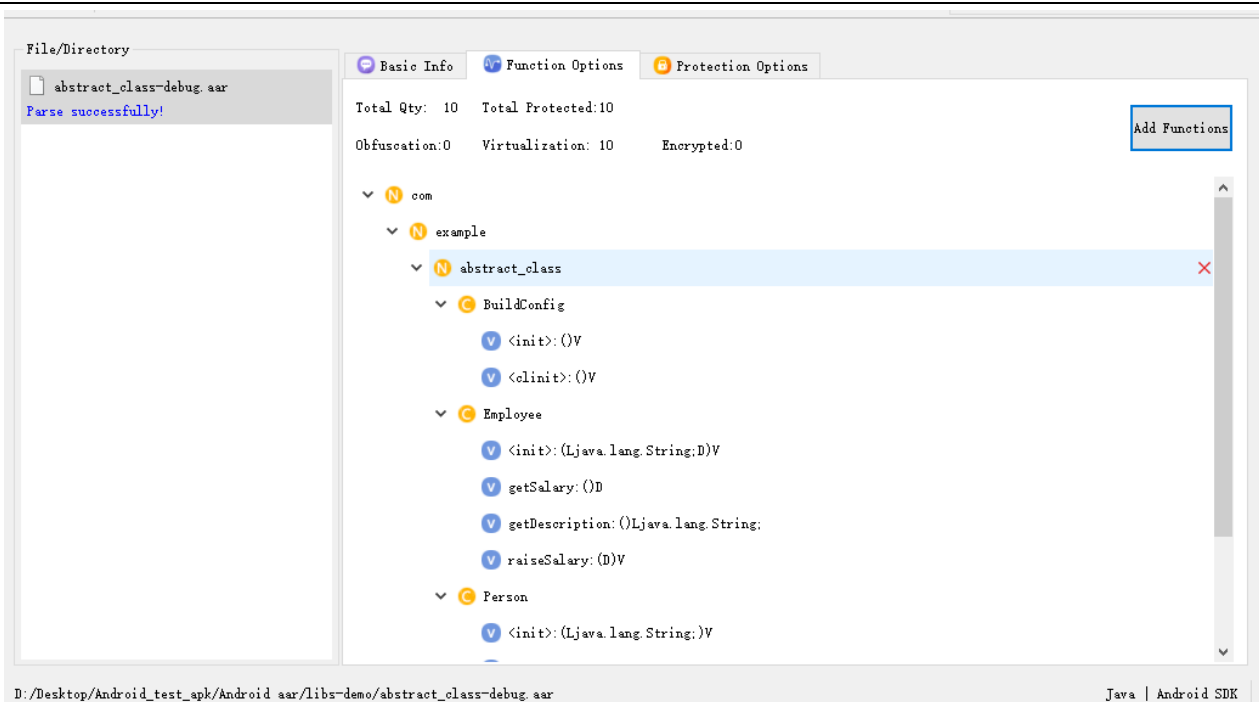 File/Directory
abstract_class-debug.aar
Parse successfully!
Basic Info Function Options Protection Options
Total Qty: 10 Total Protected:10
Obfuscation:0 Virtualization: 10 Encrypted:0
Add Functions
N com
N example
N abstract_class
C BuildConfig
V <init>:()V
V <clinit>:()V
C Employee
V <init>:(Ljava.lang.String;D)V
V getSalary:()D
V getDescription:()Ljava.lang.String;
V raiseSalary:(D)V
C Person
V <init>:(Ljava.lang.String;)V
D:/Desktop/Android_test_apk/Android aar/libs-demo/abstract_class-debug.aar Java | Android SDK